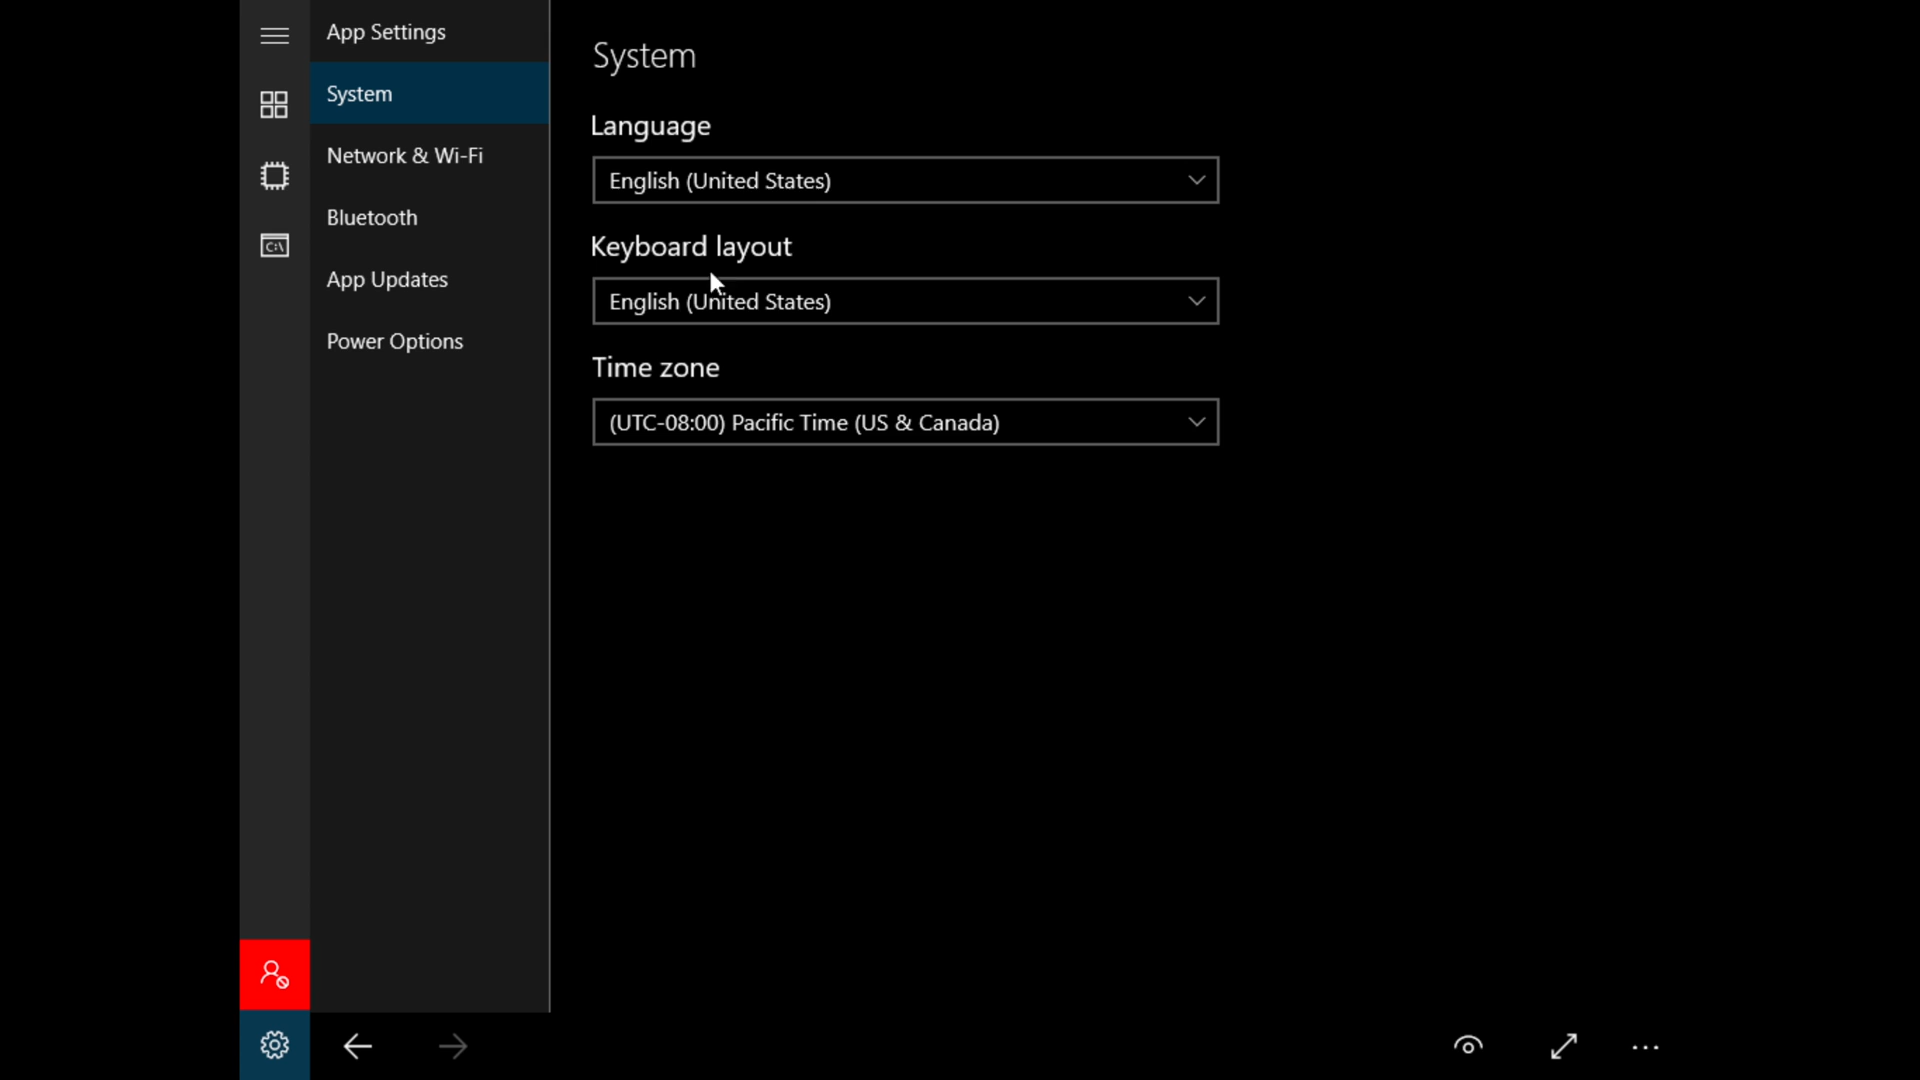 App Settings
System
Network & Wi-Fi
Bluetooth
App Updates
Power Options
C:\
System
Language
English (United States)
Keyboard layout
English (United States)
Time zone
(UTC-08:00) Pacific Time (US & Canada)